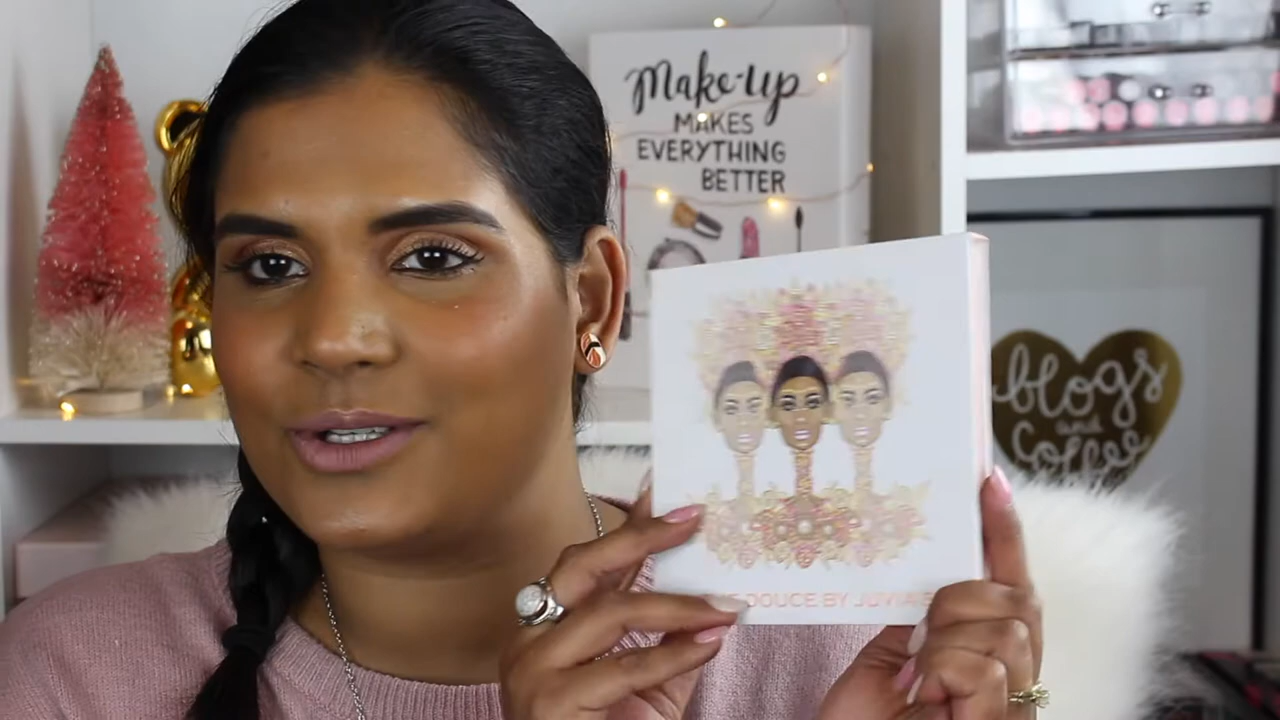 Make-up
MAKES
EVERYTHING
BETTER
DOUCE BY JUVIA'S
blogs
and
Coffee